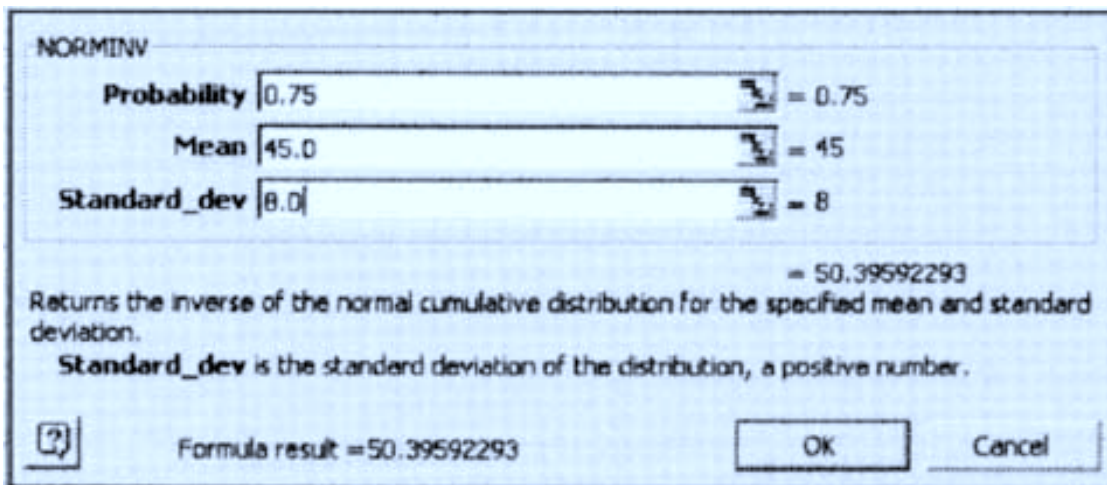 NORMINV
Probability 0.75 = 0.75
Mean 45.0 = 45
Standard_dev 8.0 = 8
= 50.39592293
Returns the inverse of the normal cumulative distribution for the specified mean and standard
deviation.
Standard_dev is the standard deviation of the distribution, a positive number.
? Formula result =50.39592293 OK Cancel